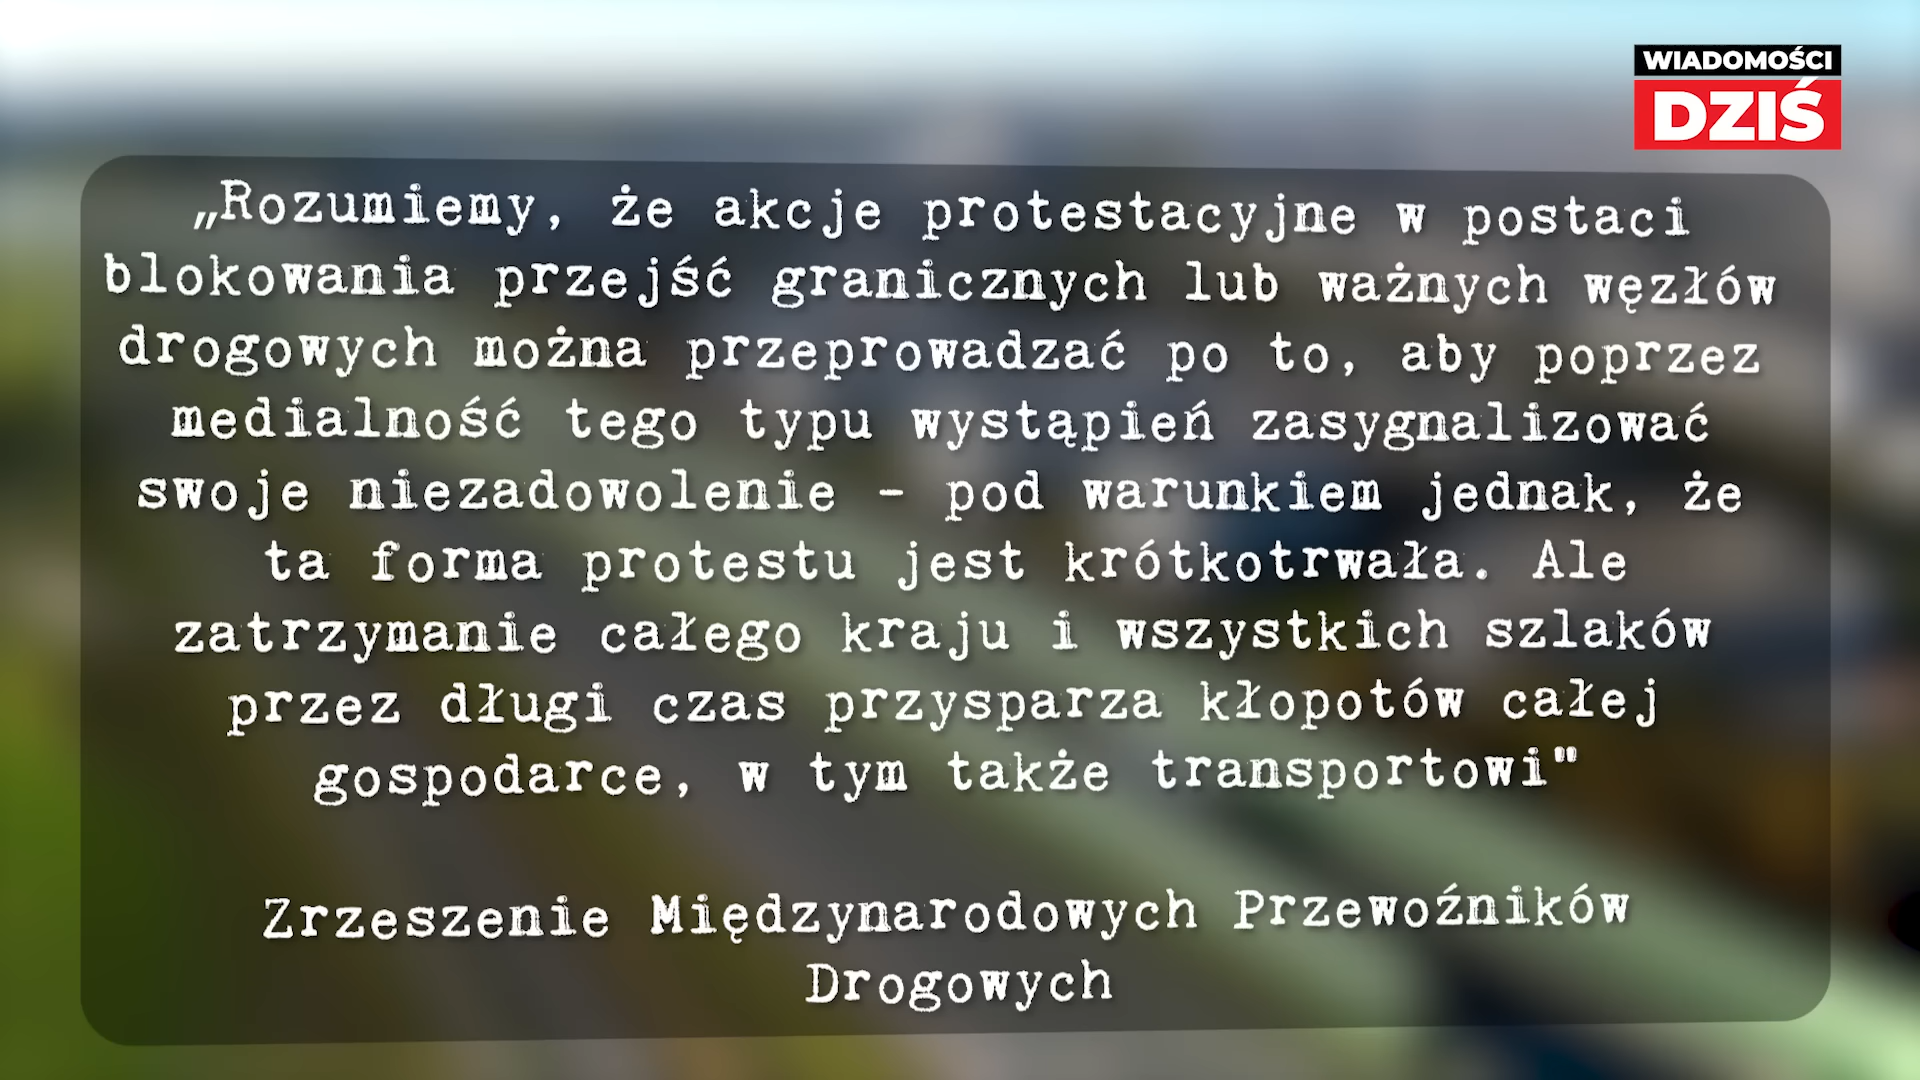 WIADOMOŚCI
DZIŚ
„Rozumiemy, że akcje protestacyjne w postaci
blokowania przejść granicznych lub ważnych węzłów
drogowych można przeprowadzać po to, aby poprzez
medialność tego typu wystąpień zasygnalizować
swoje niezadowolenie - pod warunkiem jednak, że
ta forma protestu jest krótkotrwała. Ale
zatrzymanie całego kraju i wszystkich szlaków
przez długi czas przysparza kłopotów całej
gospodarce, w tym także transportowi"
Zrzeszenie Międzynarodowych Przewoźników
Drogowych